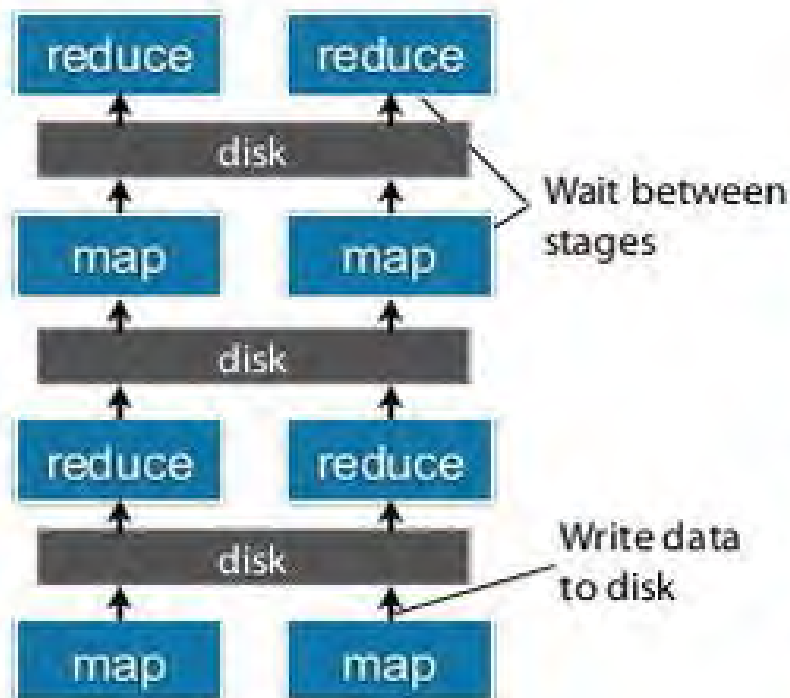 reduce reduce
disk
Wait between
stages
map map
disk
reduce reduce
Write data
to disk
disk
map map